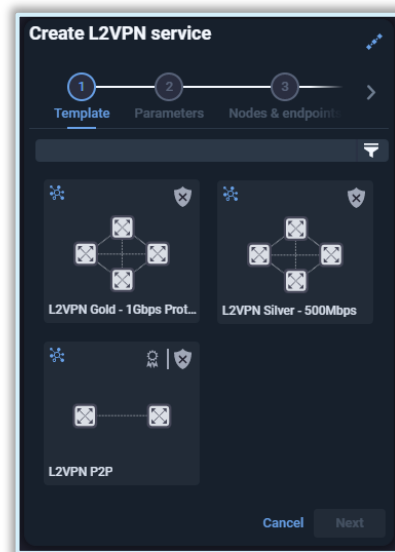 Create L2VPN service
1
2
3
Template
Parameters
Nodes & endpoints
L2VPN Gold - 1Gbps Prot...
L2VPN Silver - 500Mbps
L2VPN P2P
Cancel
Next